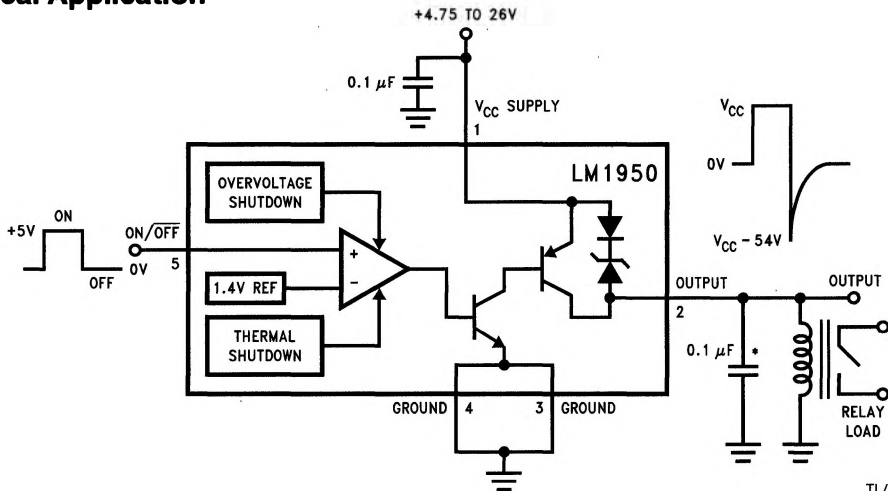 cal Application
+4.75 TO 26V
0.1 μF
VCC SUPPLY
1
LM1950
OVERVOLTAGE
SHUTDOWN
VCC
0V
VCC - 54V
+5V
ON
OFF
ON/OFF
0V
5
+
-
1.4V REF
THERMAL
SHUTDOWN
OUTPUT
2
OUTPUT
0.1 μF *
RELAY
LOAD
GROUND 4
3 GROUND
TL/